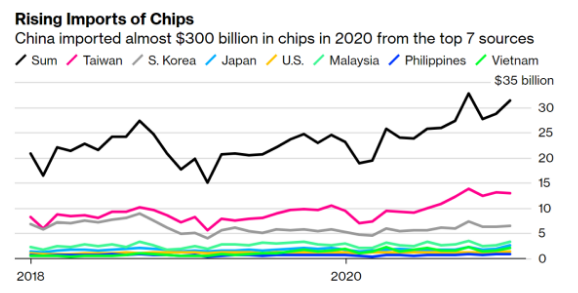 Rising Imports of Chips
China imported almost $300 billion in chips in 2020 from the top 7 sources
Sum Taiwan S. Korea Japan U.S. Malaysia Philippines Vietnam
$35 billion
30
25
20
15
10
5
0
2018 2020